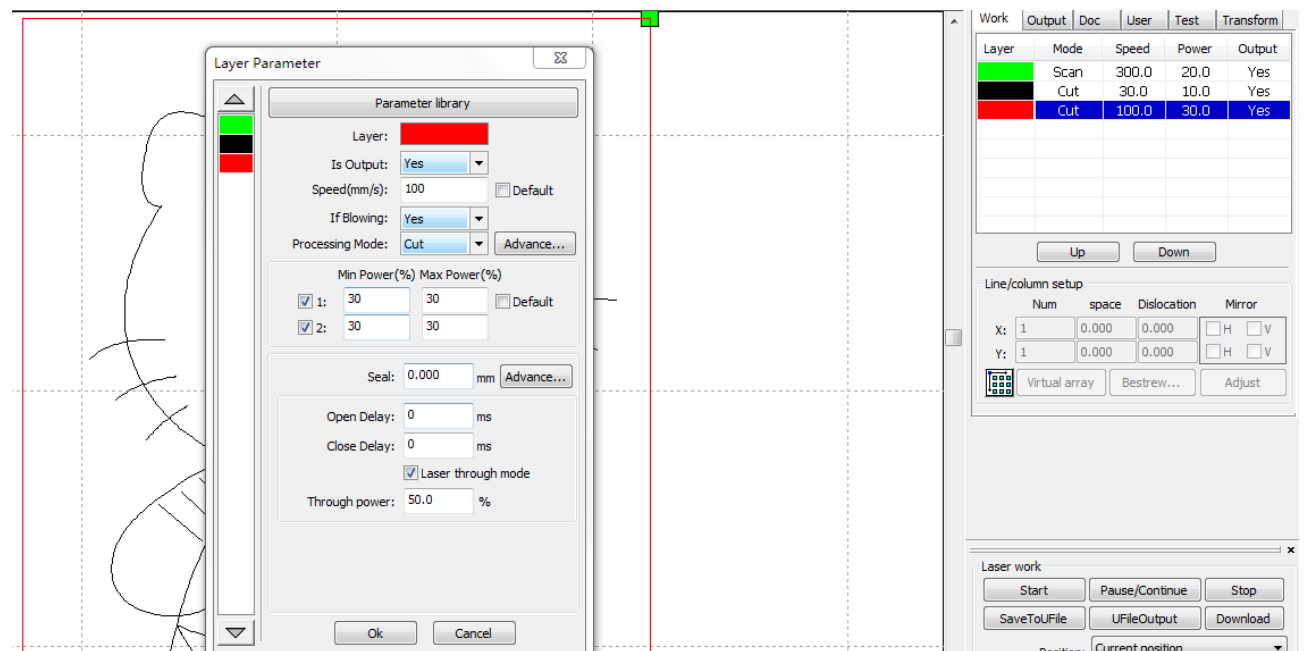 Layer Parameter
Parameter library
Layer:
Is Output: Yes
Speed(mm/s): 100 Default
If Blowing: Yes
Processing Mode: Cut Advance...
Min Power(%) Max Power(%)
1: 30 30 Default
2: 30 30
Seal: 0.000 mm Advance...
Open Delay: 0 ms
Close Delay: 0 ms
Laser through mode
Through power: 50.0 %
Ok Cancel
Work Output Doc User Test Transform
Layer Mode Speed Power Output
Scan 300.0 20.0 Yes
Cut 30.0 10.0 Yes
Cut 100.0 30.0 Yes
Up Down
Line/column setup
Num space Dislocation Mirror
X: 1 0.000 0.000 H V
Y: 1 0.000 0.000 H V
Virtual array Bestrew... Adjust
Laser work
Start Pause/Continue Stop
SaveToUFile UFileOutput Download
Position: Current position